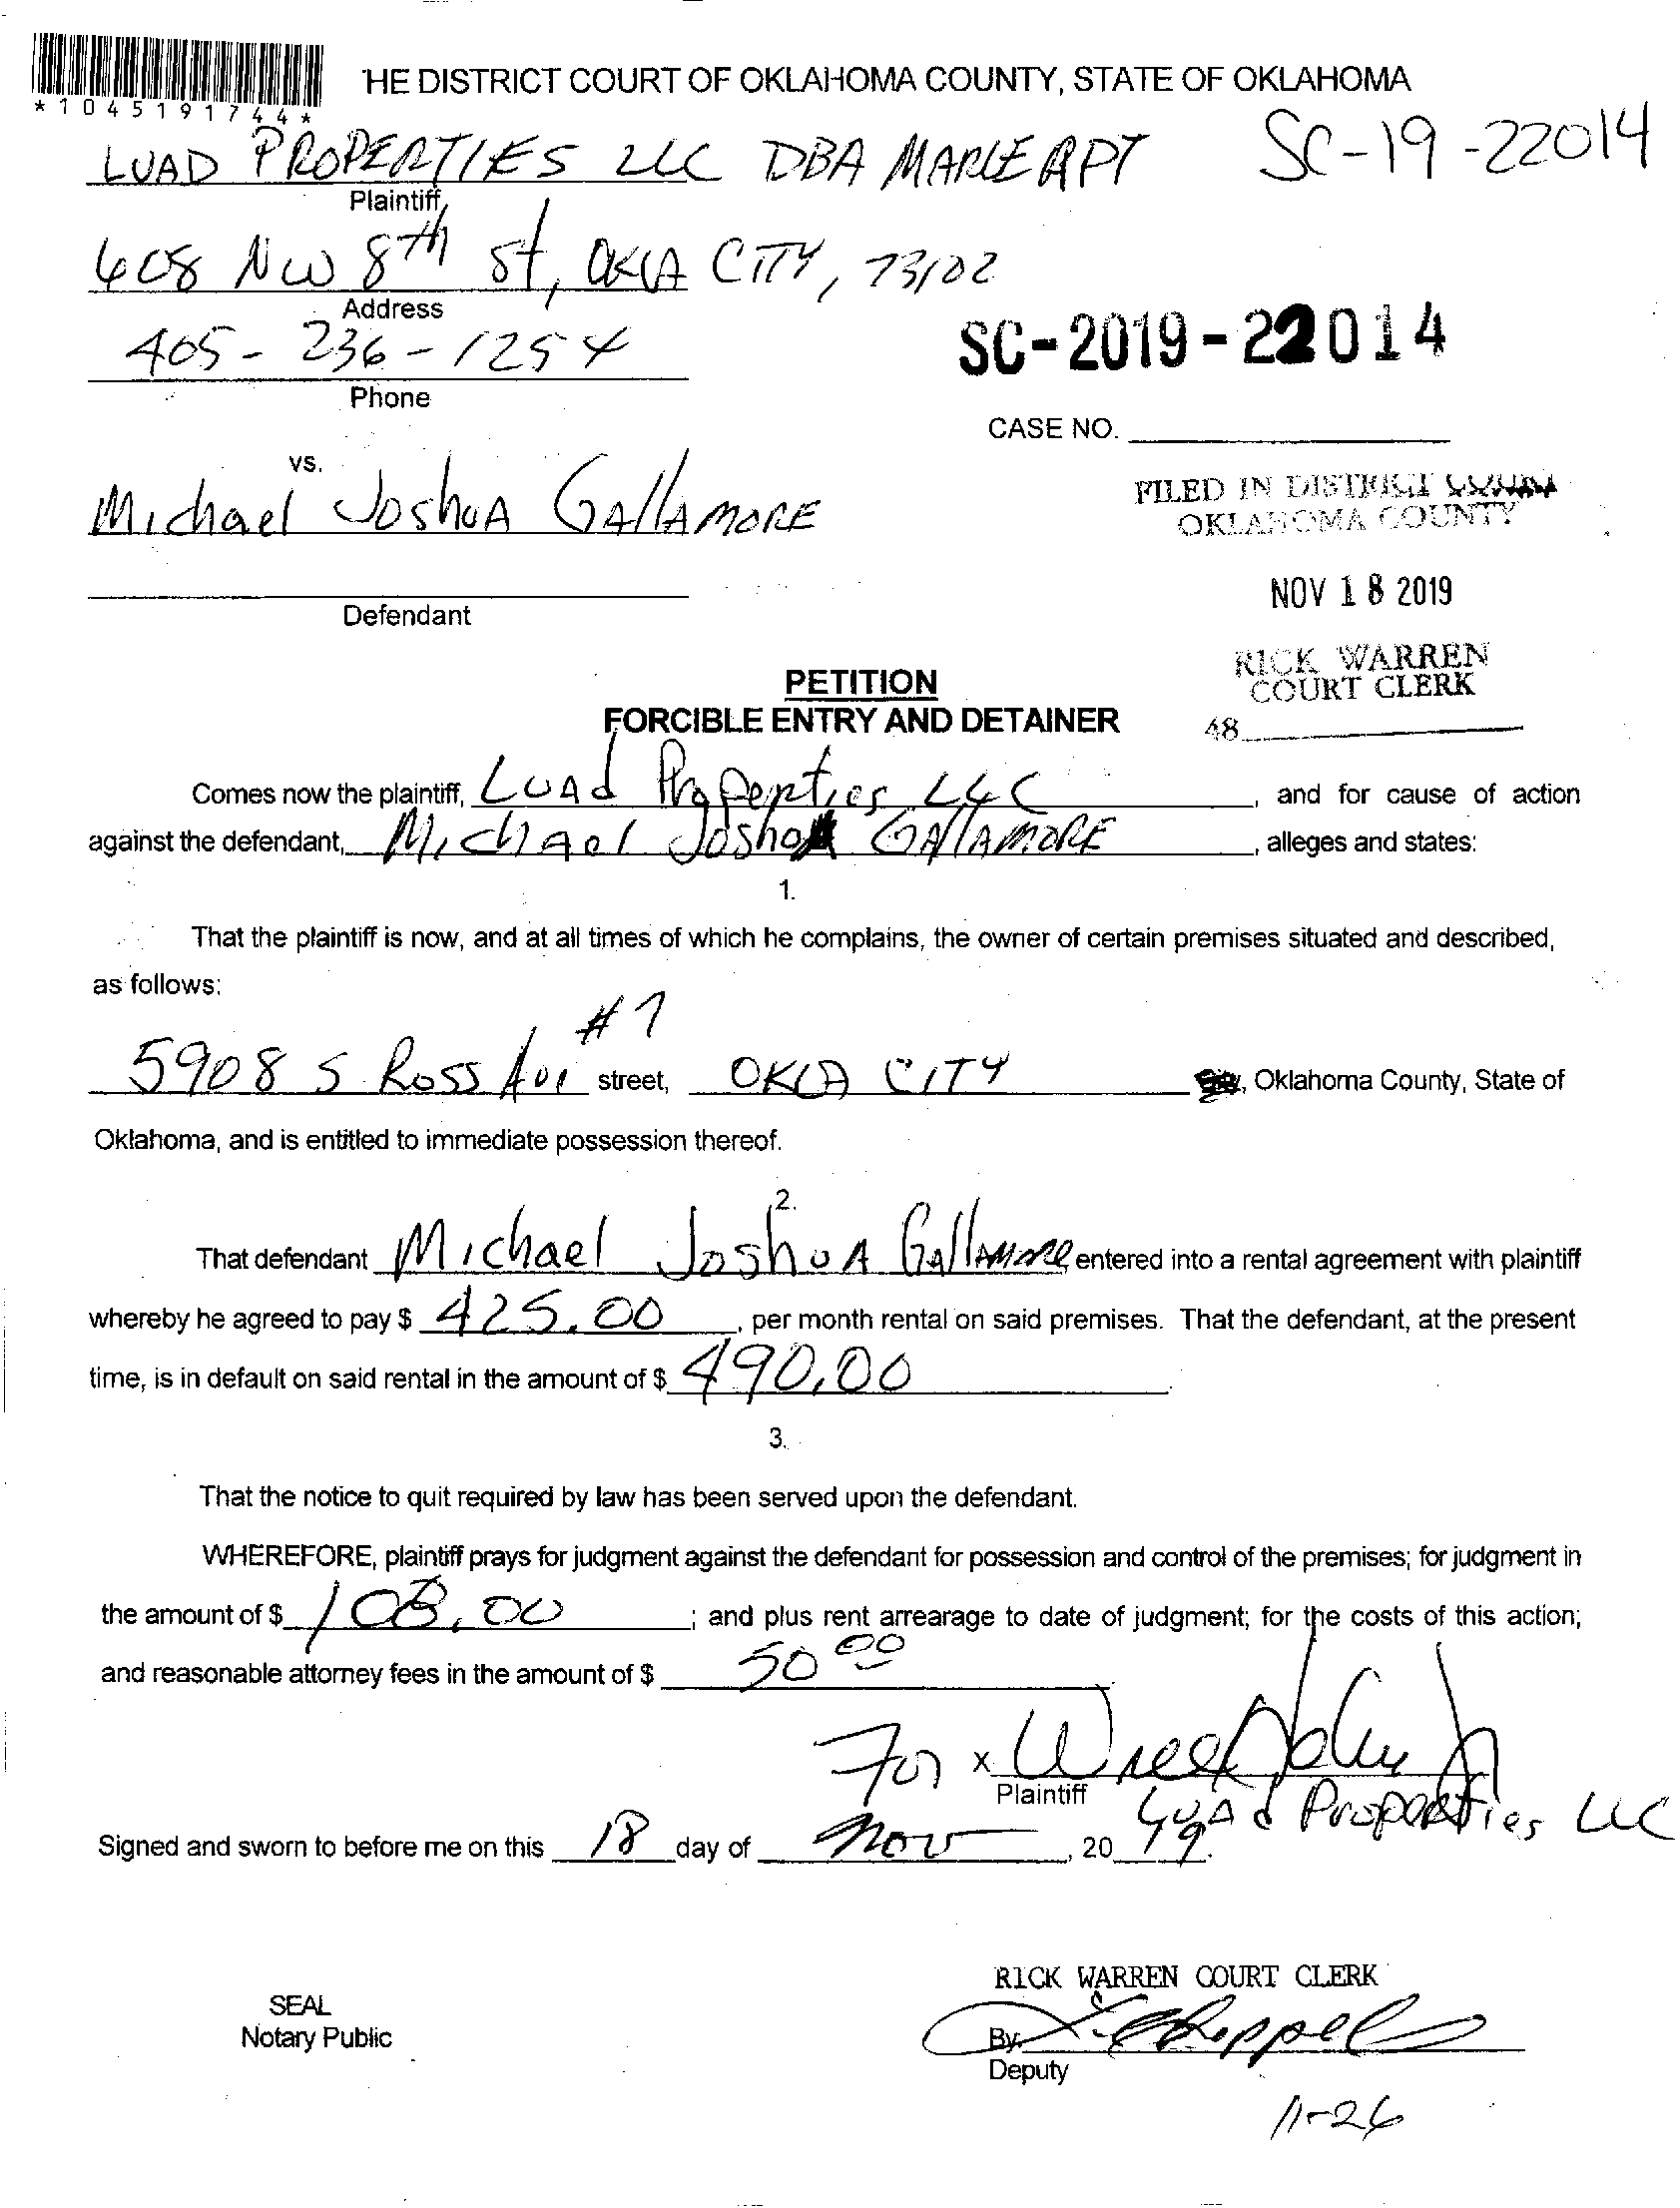 *1045191744*
HE DISTRICT COURT OF OKLAHOMA COUNTY, STATE OF OKLAHOMA
LUAD PROPERTIES LLC DBA MARLE APT
SC-19-22014
Plaintiff,
408 NW 8TH St, OKLA CITY, 73102
Address
405-236-1254
SC-2019-22014
Phone
CASE NO.
vs.
Michael Joshua GAllAMORE
FILED IN DISTRICT COURT
OKLAHOMA COUNTY
NOV 18 2019
Defendant
RICK WARREN
COURT CLERK
48
PETITION
FORCIBLE ENTRY AND DETAINER
Comes now the plaintiff, LUAd Properties LLC, and for cause of action
against the defendant, Michael Joshua GAllAMORE, alleges and states:
1.
That the plaintiff is now, and at all times of which he complains, the owner of certain premises situated and described,
as follows:
#7
5908 S Ross Ave street, OKLA CITY, Oklahoma County, State of
Oklahoma, and is entitled to immediate possession thereof.
2.
That defendant Michael JoshuA GallAMORE entered into a rental agreement with plaintiff
whereby he agreed to pay $ 425.00, per month rental on said premises. That the defendant, at the present
time, is in default on said rental in the amount of $ 490.00.
3.
That the notice to quit required by law has been served upon the defendant.
WHEREFORE, plaintiff prays for judgment against the defendant for possession and control of the premises; for judgment in
the amount of $ 108.00; and plus rent arrearage to date of judgment; for the costs of this action;
and reasonable attorney fees in the amount of $ 50 00
For x
Plaintiff
LUAd Properties LLC
Signed and sworn to before me on this 18 day of Nov, 20 19.
RICK WARREN COURT CLERK
SEAL
Notary Public
By:
Deputy
11-26